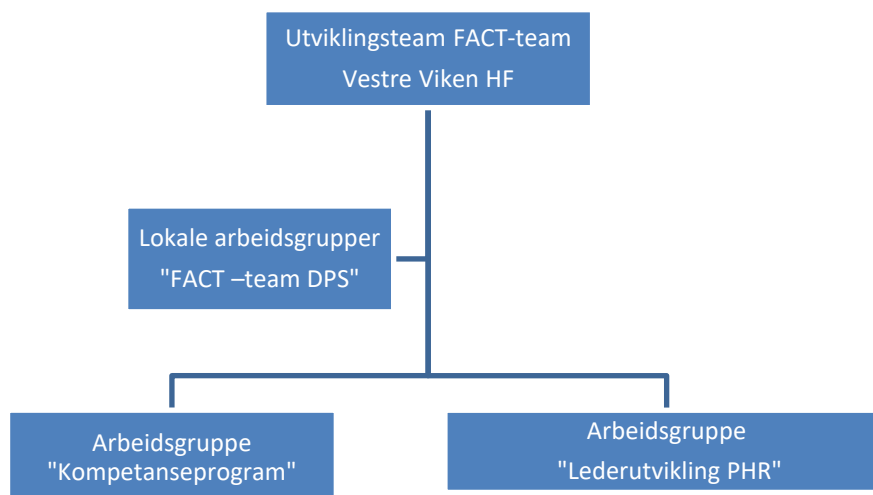 Utviklingsteam FACT-team
Vestre Viken HF
Lokale arbeidsgrupper
"FACT –team DPS"
Arbeidsgruppe
"Kompetanseprogram"
Arbeidsgruppe
"Lederutvikling PHR"